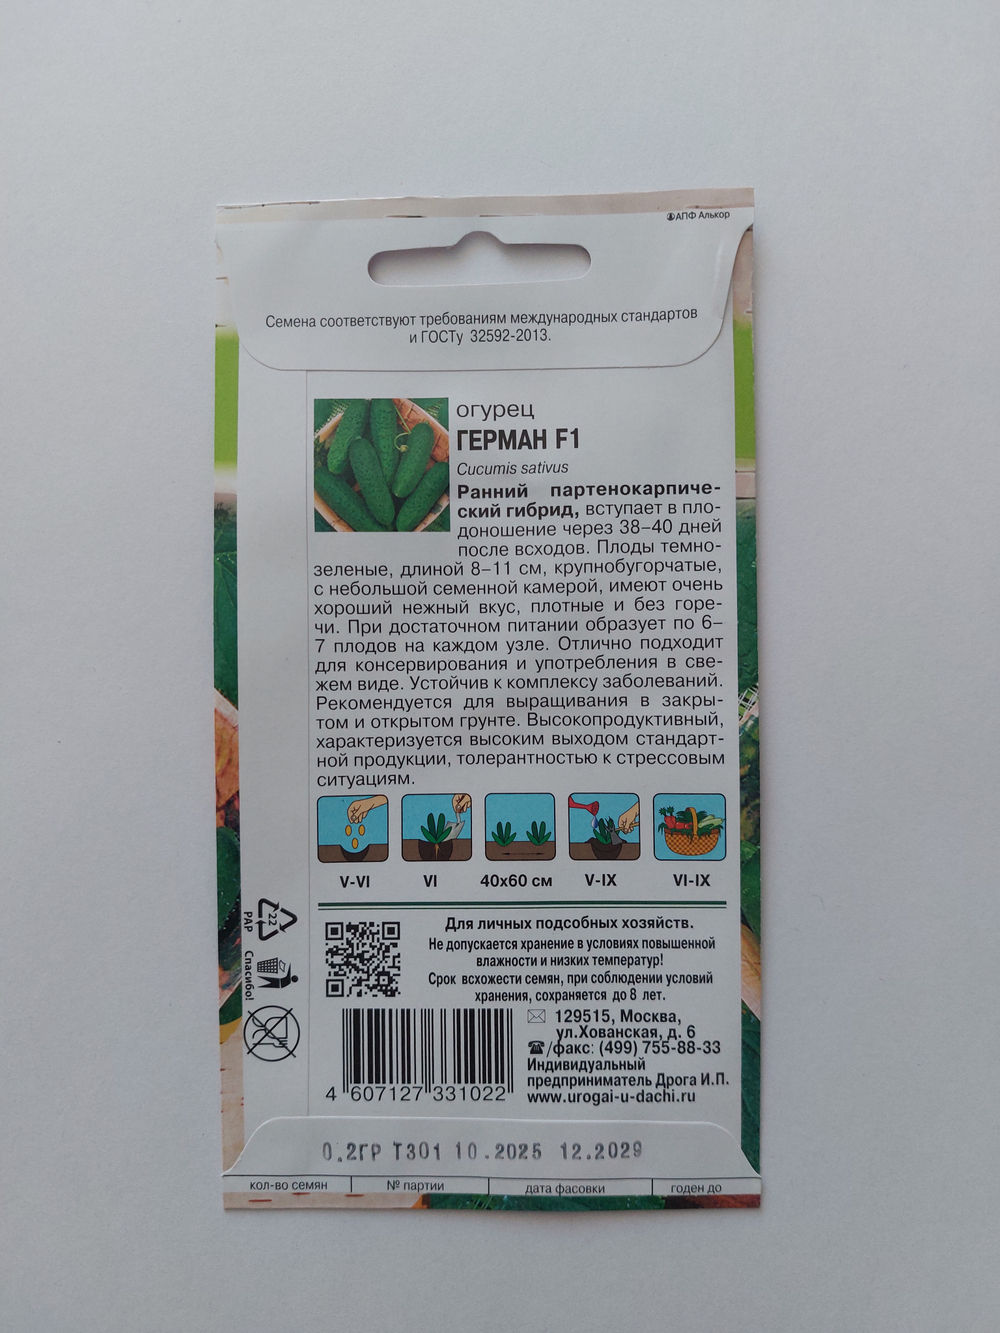 АПФ Алькор
Семена соответствуют требованиям международных стандартов
и ГОСТу 32592-2013.
огурец
ГЕРМАН F1
Cucumis sativus
Ранний партенокарпиче-
ский гибрид, вступает в пло-
доношение через 38–40 дней
после всходов. Плоды темно-
зеленые, длиной 8–11 см, крупнобугорчатые,
с небольшой семенной камерой, имеют очень
хороший нежный вкус, плотные и без горе-
чи. При достаточном питании образует по 6–
7 плодов на каждом узле. Отлично подходит
для консервирования и употребления в све-
жем виде. Устойчив к комплексу заболеваний.
Рекомендуется для выращивания в закры-
том и открытом грунте. Высокопродуктивный,
характеризуется высоким выходом стандарт-
ной продукции, толерантностью к стрессовым
ситуациям.
V-VI VI 40x60 см V-IX VI-IX
Для личных подсобных хозяйств.
Не допускается хранение в условиях повышенной
влажности и низких температур!
Срок всхожести семян, при соблюдении условий
хранения, сохраняется до 8 лет.
22
PAP
Спасибо!
129515, Москва,
ул.Хованская, д. 6
/факс: (499) 755-88-33
Индивидуальный
предприниматель Дрога И.П.
www.urogai-u-dachi.ru
4 607127 331022
0.2ГР Т301 10.2025 12.2029
кол-во семян № партии дата фасовки годен до